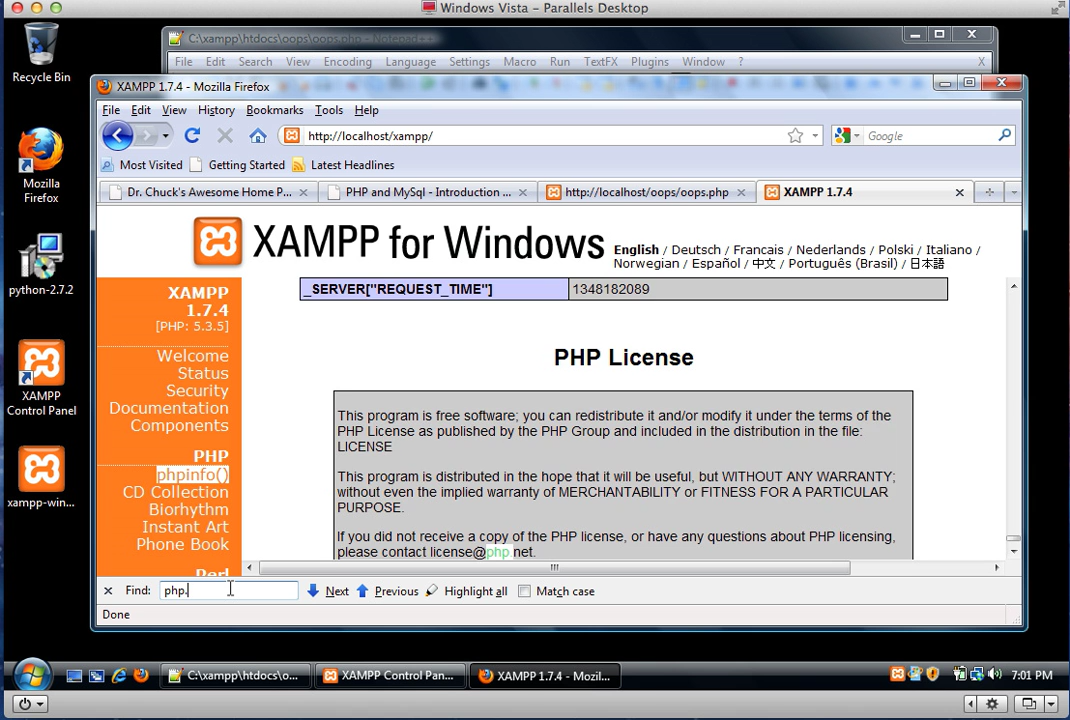 Windows Vista – Parallels Desktop
Recycle Bin
C:\xampp\htdocs\oops\oops.php - Notepad++
File Edit Search View Encoding Language Settings Macro Run TextFX Plugins Window ? X
XAMPP 1.7.4 - Mozilla Firefox
File Edit View History Bookmarks Tools Help
http://localhost/xampp/
Google
Most Visited Getting Started Latest Headlines
Dr. Chuck's Awesome Home P...
PHP and MySql - Introduction ...
http://localhost/oops/oops.php
XAMPP 1.7.4
Mozilla
Firefox
python-2.7.2
XAMPP
Control Panel
xampp-win...
XAMPP for Windows
English / Deutsch / Francais / Nederlands / Polski / Italiano /
Norwegian / Español / 中文 / Português (Brasil) / 日本語
XAMPP
1.7.4
[PHP: 5.3.5]
Welcome
Status
Security
Documentation
Components
PHP
phpinfo()
CD Collection
Biorhythm
Instant Art
Phone Book
Perl
_SERVER["REQUEST_TIME"] 1348182089
PHP License
This program is free software; you can redistribute it and/or modify it under the terms of the
PHP License as published by the PHP Group and included in the distribution in the file:
LICENSE
This program is distributed in the hope that it will be useful, but WITHOUT ANY WARRANTY;
without even the implied warranty of MERCHANTABILITY or FITNESS FOR A PARTICULAR
PURPOSE.
If you did not receive a copy of the PHP license, or have any questions about PHP licensing,
please contact license@php.net.
Find: php. Next Previous Highlight all Match case
Done
C:\xampp\htdocs\o...
XAMPP Control Pan...
XAMPP 1.7.4 - Mozil...
7:01 PM